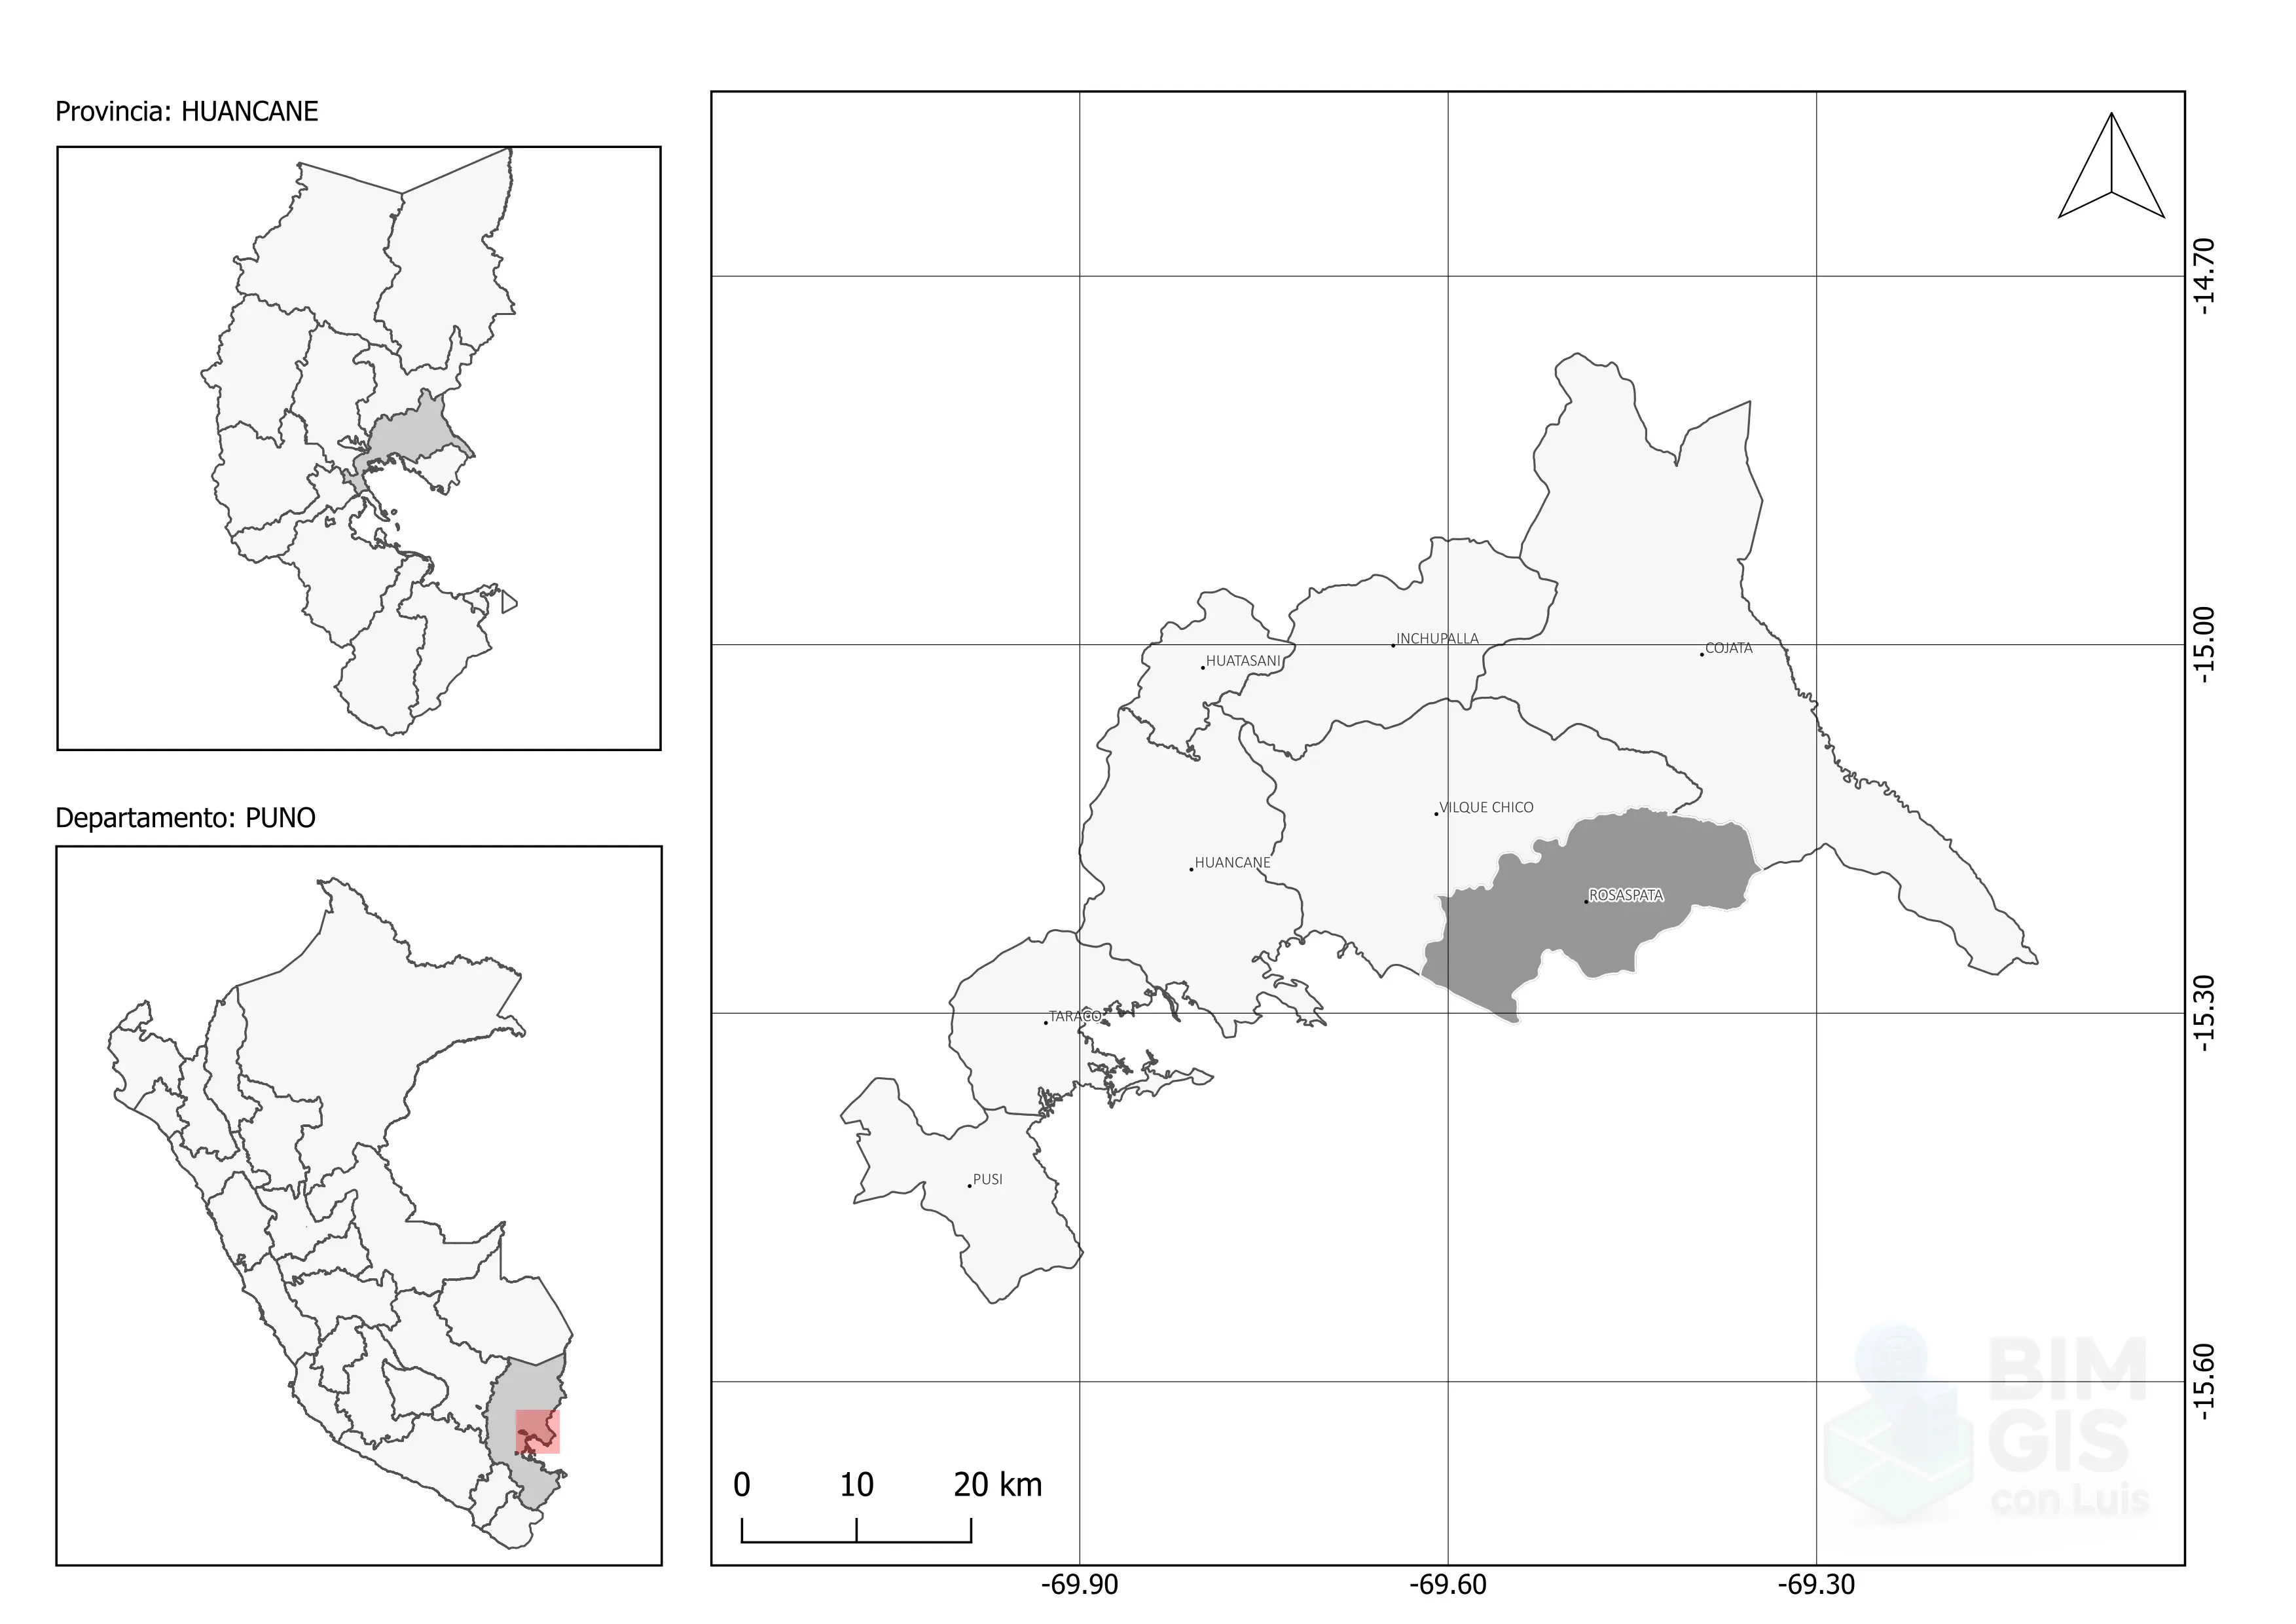 Provincia: HUANCANE
Departamento: PUNO
INCHUPALLA
COJATA
HUATASANI
VILQUE CHICO
HUANCANE
ROSASPATA
TARACO
PUSI
-14.70
-15.00
-15.30
-15.60
BIM
GIS
con Luis
0 10 20 km
-69.90 -69.60 -69.30